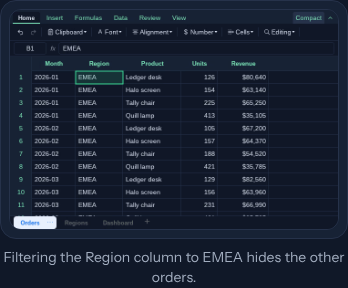 Home Insert Formulas Data Review View Compact
Clipboard Font Alignment $ Number Cells Editing
B1 fx EMEA
Month Region Product Units Revenue
1 2026-01 EMEA Ledger desk 126 $80,640
2 2026-01 EMEA Halo screen 154 $63,140
3 2026-01 EMEA Tally chair 225 $65,250
4 2026-01 EMEA Quill lamp 413 $35,105
5 2026-02 EMEA Ledger desk 105 $67,200
6 2026-02 EMEA Halo screen 157 $64,370
7 2026-02 EMEA Tally chair 188 $54,520
8 2026-02 EMEA Quill lamp 421 $35,785
9 2026-03 EMEA Ledger desk 129 $82,560
10 2026-03 EMEA Halo screen 156 $63,960
11 2026-03 EMEA Tally chair 231 $66,990
Orders Regions Dashboard +
Filtering the Region column to EMEA hides the other
orders.